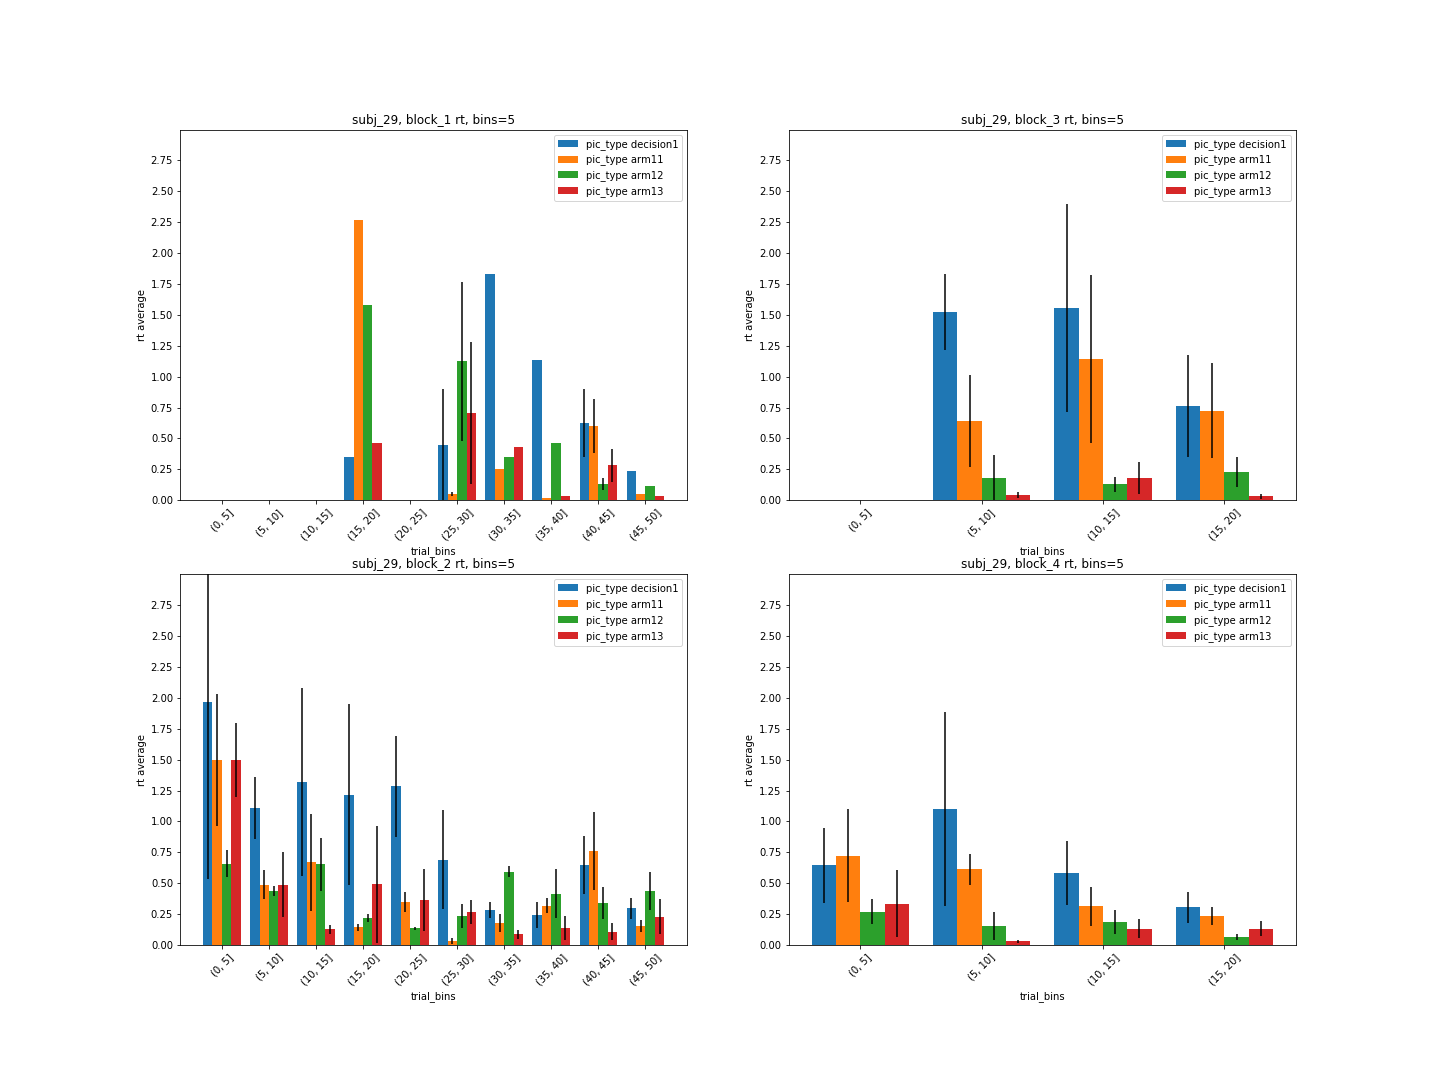 subj_29, block_1 rt, bins=5
pic_type decision1
pic_type arm11
pic_type arm12
pic_type arm13
rt average
2.75
2.50
2.25
2.00
1.75
1.50
1.25
1.00
0.75
0.50
0.25
0.00
(0, 5]
(5, 10]
(10, 15]
(15, 20]
(20, 25]
(25, 30]
(30, 35]
(35, 40]
(40, 45]
(45, 50]
trial_bins
subj_29, block_3 rt, bins=5
pic_type decision1
pic_type arm11
pic_type arm12
pic_type arm13
rt average
2.75
2.50
2.25
2.00
1.75
1.50
1.25
1.00
0.75
0.50
0.25
0.00
(0, 5]
(5, 10]
(10, 15]
(15, 20]
trial_bins
subj_29, block_2 rt, bins=5
pic_type decision1
pic_type arm11
pic_type arm12
pic_type arm13
rt average
2.75
2.50
2.25
2.00
1.75
1.50
1.25
1.00
0.75
0.50
0.25
0.00
(0, 5]
(5, 10]
(10, 15]
(15, 20]
(20, 25]
(25, 30]
(30, 35]
(35, 40]
(40, 45]
(45, 50]
trial_bins
subj_29, block_4 rt, bins=5
pic_type decision1
pic_type arm11
pic_type arm12
pic_type arm13
rt average
2.75
2.50
2.25
2.00
1.75
1.50
1.25
1.00
0.75
0.50
0.25
0.00
(0, 5]
(5, 10]
(10, 15]
(15, 20]
trial_bins